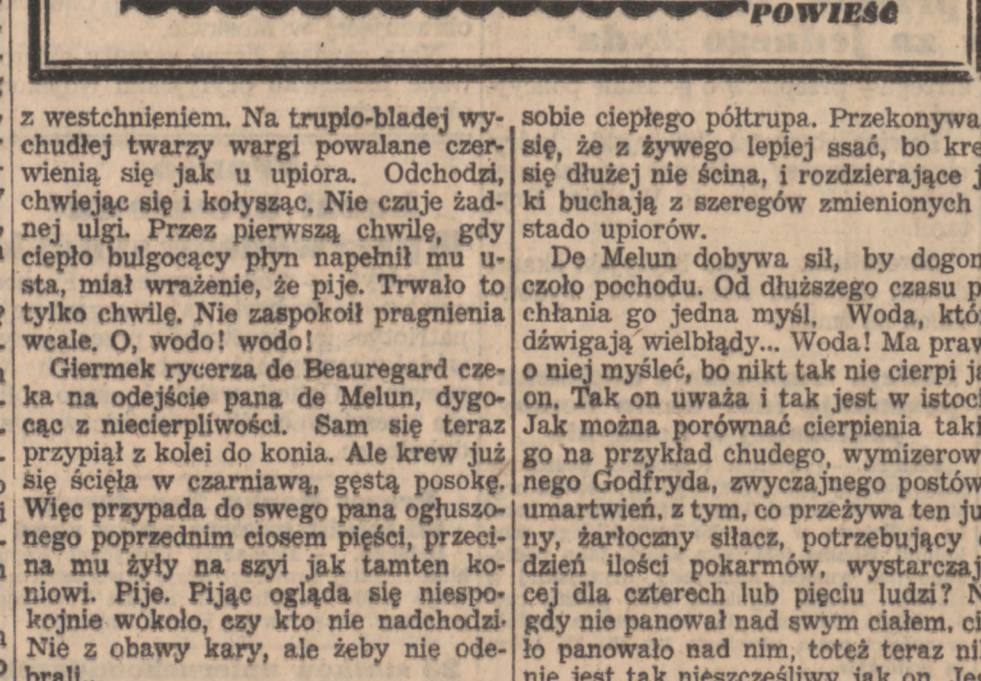 POWIEŚĆ
z westchnieniem. Na trupio-bladej wy-
chudłej twarzy wargi powalane czer-
wienią się jak u upiora. Odchodzi,
chwiejąc się i kołysząc. Nie czuje żad-
nej ulgi. Przez pierwszą chwilę, gdy
ciepło bulgocący płyn napełnił mu u-
sta, miał wrażenie, że pije. Trwało to
tylko chwilę. Nie zaspokoił pragnienia
wcale. O, wodo! wodo!
Giermek rycerza de Beauregard cze-
ka na odejście pana de Melun, dygo-
cąc z niecierpliwości. Sam się teraz
przypiął z kolei do konia. Ale krew już
się ścięła w czarniawą, gęstą posokę.
Więc przypada do swego pana ogłuszo-
nego poprzednim ciosem pięści, przeci-
na mu żyły na szyi jak tamten ko-
niowi. Pije. Pijąc ogląda się niespo-
kojnie wokoło, czy kto nie nadchodzi.
Nie z obawy kary, ale żeby nie ode-
brali..
sobie ciepłego półtrupa. Przekonywa
się, że z żywego lepiej ssać, bo kre
się dłużej nie ścina, i rozdzierające j
ki buchają z szeregów zmienionych
stado upiorów.
De Melun dobywa sił, by dogon
czoło pochodu. Od dłuższego czasu p
chłania go jedna myśl. Woda, któ
dźwigają wielbłądy... Woda! Ma praw
o niej myśleć, bo nikt tak nie cierpi ja
on. Tak on uważa i tak jest w istoci
Jak można porównać cierpienia taki
go na przykład chudego, wymizerow
nego Godfryda, zwyczajnego postów
umartwień, z tym, co przeżywa ten ju
ny, żarłoczny siłacz, potrzebujący
dzień ilości pokarmów, wystarczaj
cej dla czterech lub pięciu ludzi? N
gdy nie panował nad swym ciałem, ci
ło panowało nad nim, toteż teraz ni
nie jest tak nieszczęśliwy jak on. Je